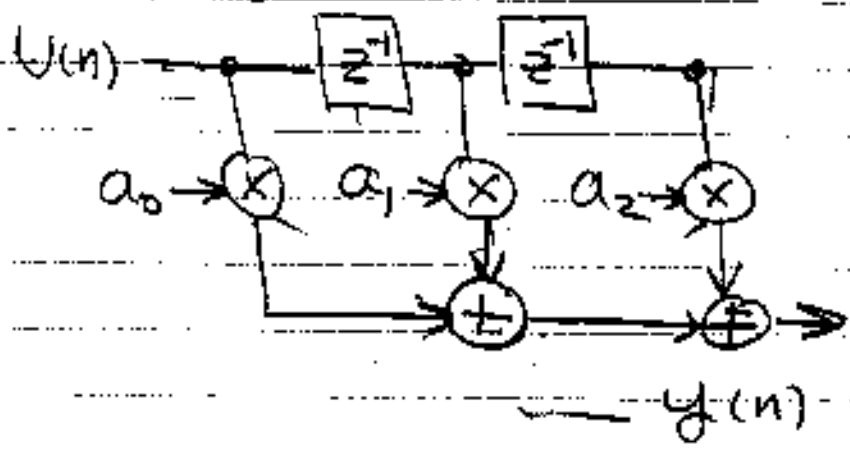 U(n) z⁻¹ z⁻¹
a₀ × a₁ × a₂ ×
+ +
y(n)